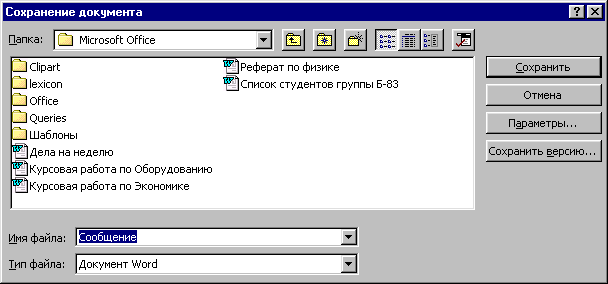 Сохранение документа
Папка: Microsoft Office
Clipart
lexicon
Office
Queries
Шаблоны
Дела на неделю
Курсовая работа по Оборудованию
Курсовая работа по Экономике
Реферат по физике
Список студентов группы Б-83
Сохранить
Отмена
Параметры...
Сохранить версию...
Имя файла: Сообщение
Тип файла: Документ Word